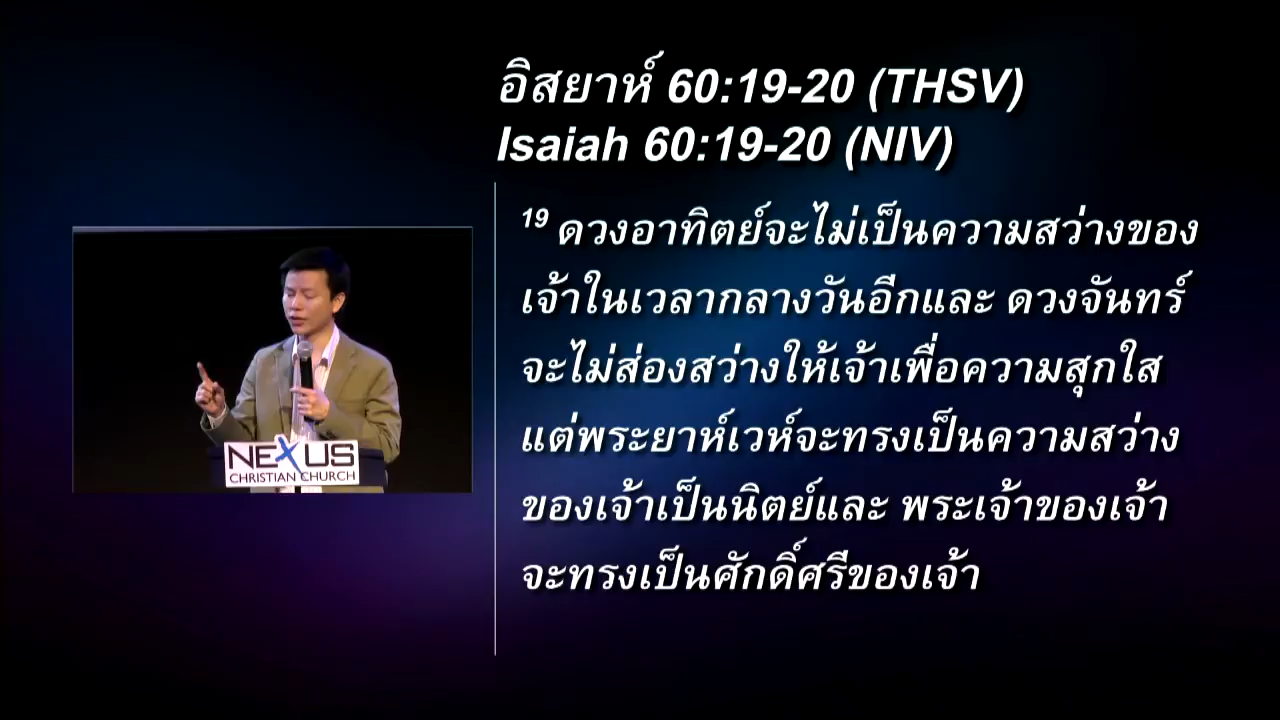 อิสยาห์ 60:19-20 (THSV)
Isaiah 60:19-20 (NIV)
19 ดวงอาทิตย์จะไม่เป็นความสว่างของ
เจ้าในเวลากลางวันอีกและ ดวงจันทร์
จะไม่ส่องสว่างให้เจ้าเพื่อความสุกใส
แต่พระยาห์เวห์จะทรงเป็นความสว่าง
ของเจ้าเป็นนิตย์และ พระเจ้าของเจ้า
จะทรงเป็นศักดิ์ศรีของเจ้า
NEXUS
CHRISTIAN CHURCH